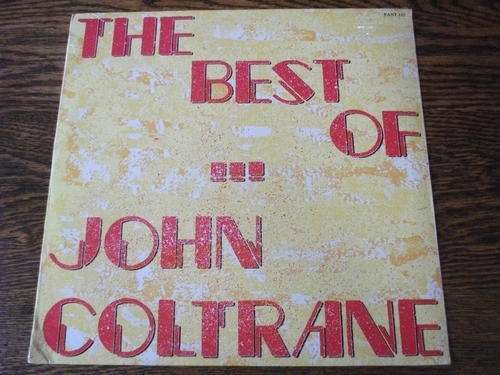 THE
BEST
OF
...
JOHN
COLTRANE